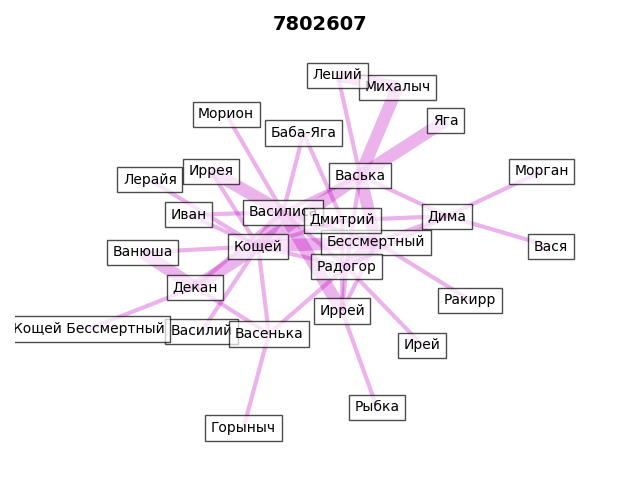 7802607
Леший
Михалыч
Морион
Яга
Баба-Яга
Иррея
Морган
Лерайя
Васька
Иван
Василиса
Дмитрий
Дима
Ванюша
Кощей
Бессмертный
Вася
Радогор
Декан
Ракирр
Иррей
Кощей Бессмертный
Василий
Васенька
Ирей
Рыбка
Горыныч